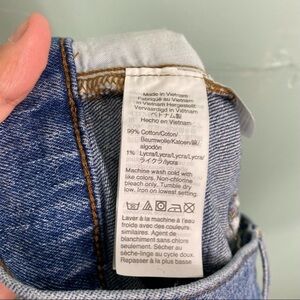 Made in Vietnam
Fabriqué au Vietnam
in Vietnam Hergestellt
Vervaardigd in Vietnam
ベトナム製
Hecho en Vietnam
99% Cotton/Coton/
Baumwolle/Katoen/綿/
algodón
1% Lycra/Lycra/Lycra/Lycra/
ライクラ/lycra
Machine wash cold with
like colors. Non-chlorine
bleach only. Tumble dry
low. Iron on lowest setting.
Laver à la machine à l'eau
froide avec de couleurs
similaires. Agent de
blanchiment sans chlore
seulement. Sécher au
sèche-linge au cycle doux.
Repassage à la plus basse